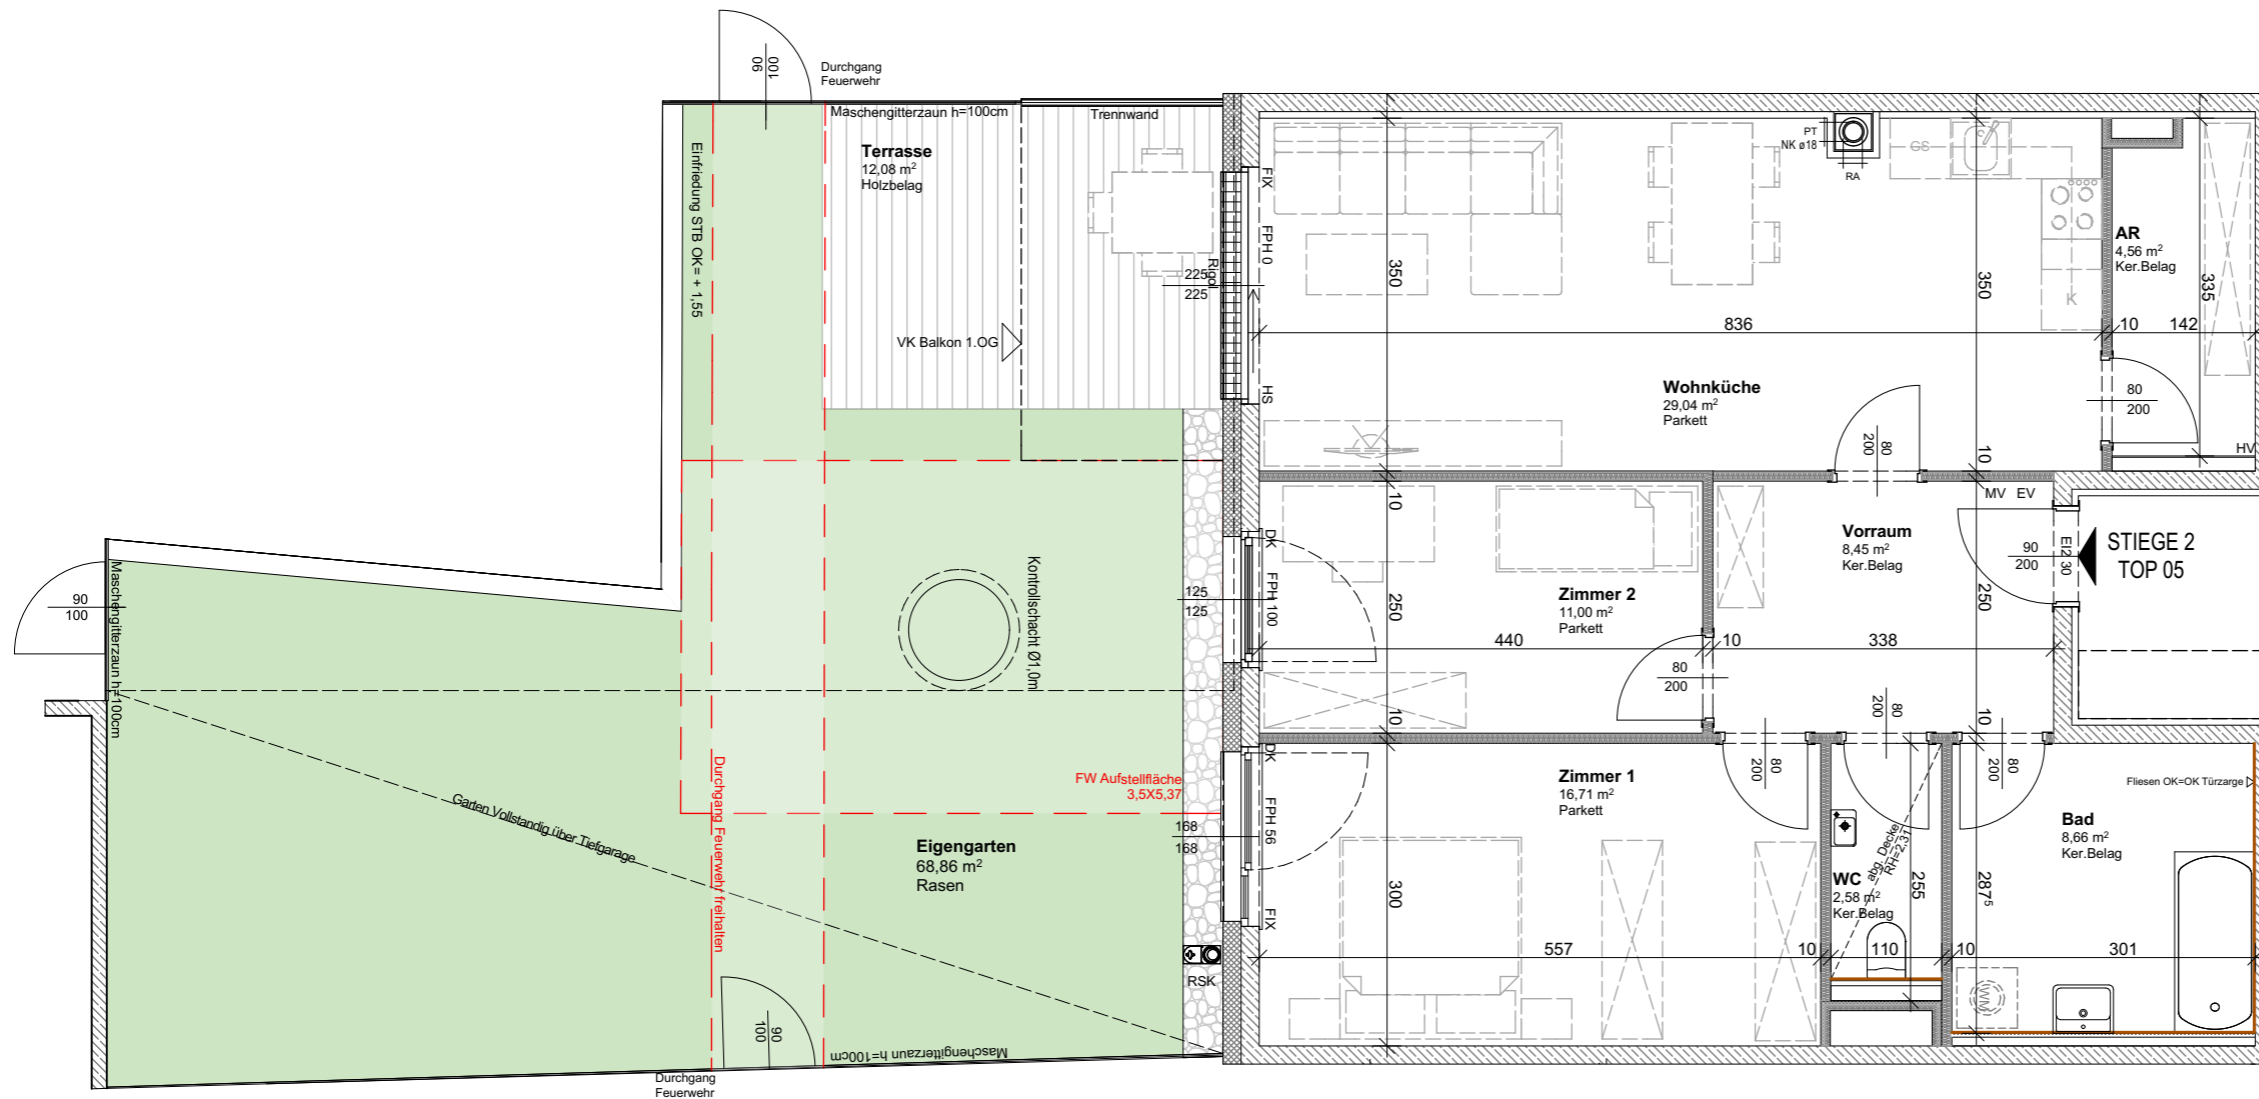 Durchgang
Feuerwehr
100
90
Maschengitterzaun h=100cm
Trennwand
Terrasse
12,08 m²
Holzbelag
Einfriedung STB OK= + 1,55
VK Balkon 1.OG
Rigol
225
225
FIX
FPH 0
HS
PT
NK ø18
RA
GS
K
350
350
836
10
142
335
AR
4,56 m²
Ker.Belag
Wohnküche
29,04 m²
Parkett
80
200
80
200
10
HV
MV EV
10
DK
FPH 100
125
125
250
Zimmer 2
11,00 m²
Parkett
440
10
338
80
200
10
Vorraum
8,45 m²
Ker.Belag
250
90
200
EI2 30
STIEGE 2
TOP 05
80
200
10
Kontrollschacht Ø1,0m
90
100
Maschengitterzaun h=100cm
Garten Vollstandig über Tiefgarage
Durchgang Feuerwehr freihalten
FW Aufstellfläche
3,5X5,37
Eigengarten
68,86 m²
Rasen
168
168
DK
FPH 56
FIX
RSK
Zimmer 1
16,71 m²
Parkett
80
200
300
557
10
WC
2,58 m²
Ker.Belag
abg. Decke
RH=2,31
255
110
10
80
200
Bad
8,66 m²
Ker.Belag
Fliesen OK=OK Türzarge
287⁵
301
WM
90
100
Maschengitterzaun h=100cm
Durchgang
Feuerwehr